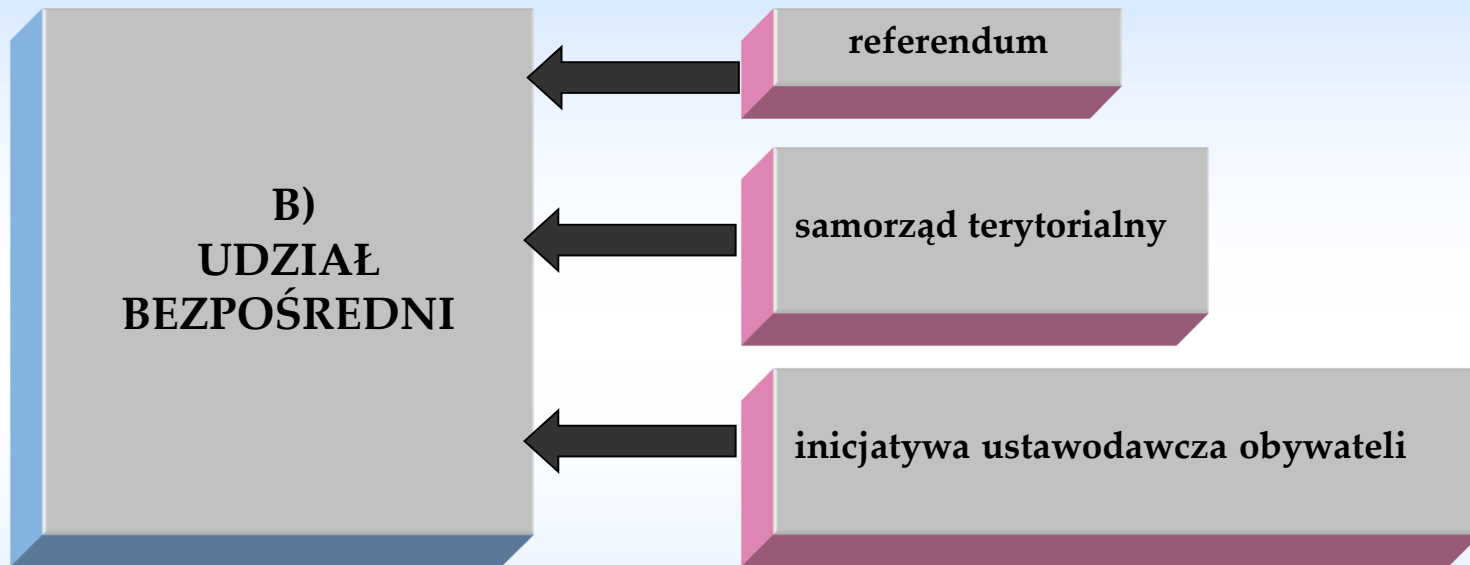 B)
UDZIAŁ
BEZPOŚREDNI
referendum
samorząd terytorialny
inicjatywa ustawodawcza obywateli